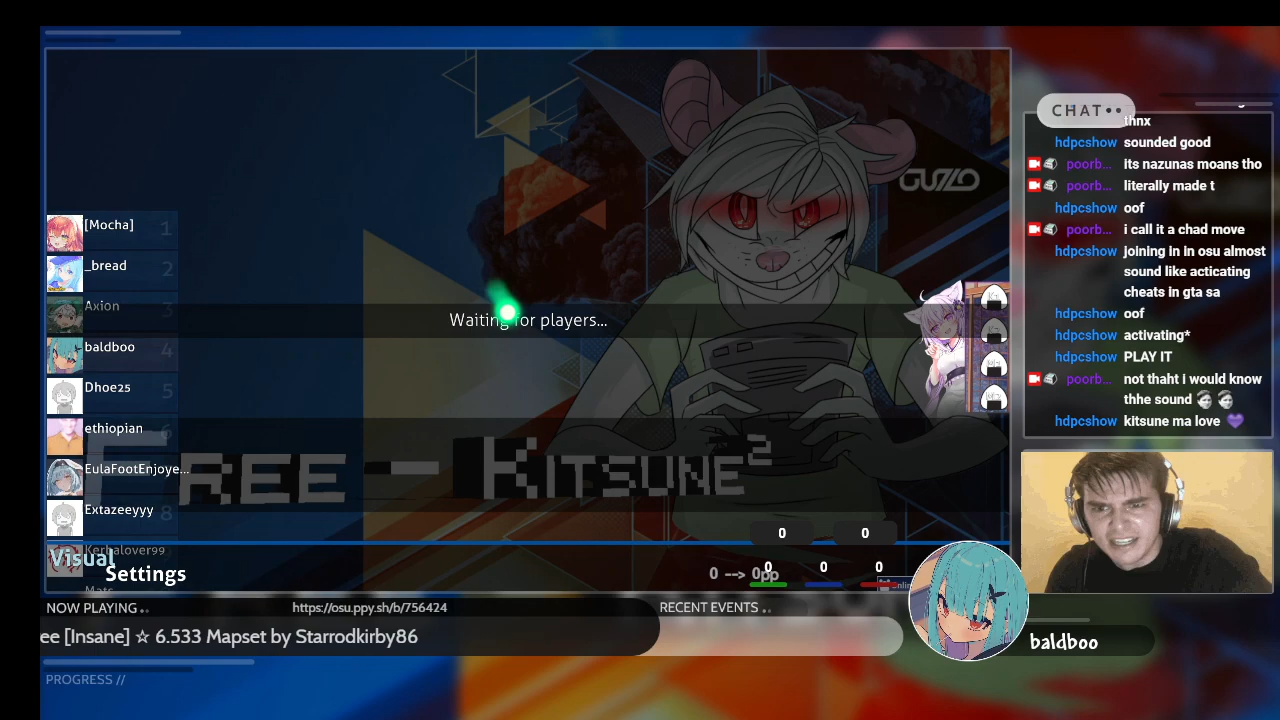 CHAT••
thnx
hdpcshow sounded good
poorb... its nazunas moans tho
poorb... literally made t
hdpcshow oof
poorb... i call it a chad move
hdpcshow joining in in osu almost
sound like acticating
cheats in gta sa
hdpcshow oof
hdpcshow activating*
hdpcshow PLAY IT
poorb... not thaht i would know
thhe sound
hdpcshow kitsune ma love
GUZLO
[Mocha] 1
_bread 2
Axion 3
baldboo 4
Dhoe25 5
ethiopian 6
EulaFootEnjoye...
Extazeeyyy 8
Kerbalover99
Mats
Waiting for players...
Free - Kitsune²
Visual
Settings
0 0
0 --> 0pp
0 0 0
NOW PLAYING ..
https://osu.ppy.sh/b/756424
RECENT EVENTS ..
ee [Insane] ☆ 6.533 Mapset by Starrodkirby86
baldboo
PROGRESS //